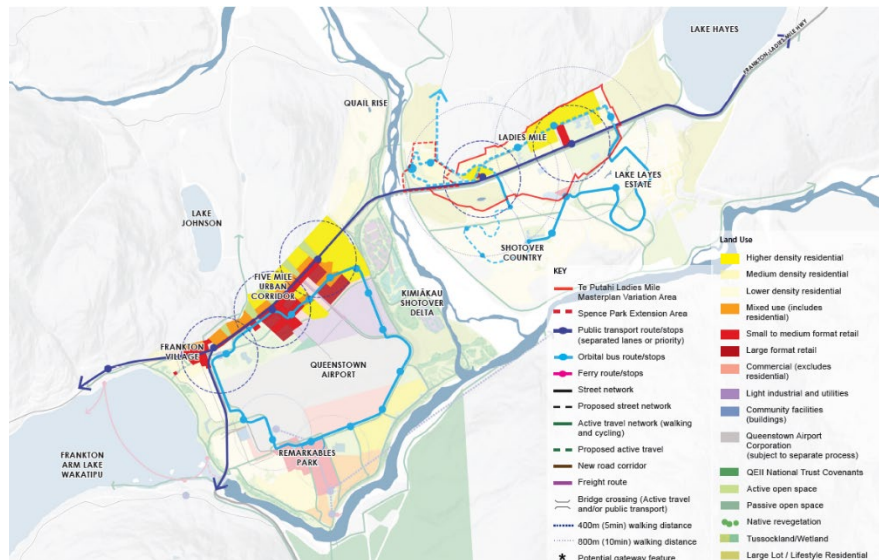 LAKE HAYES
FRANKTON-LADIES MILE HWY
QUAIL RISE
LADIES MILE
LAKE LAYES
ESTATE
LAKE
JOHNSON
SHOTOVER
COUNTRY
FIVE MILE
URBAN
CORRIDOR
KIMIĀKAU
SHOTOVER
DELTA
FRANKTON
VILLAGE
QUEENSTOWN
AIRPORT
REMARKABLES
PARK
FRANKTON
ARM LAKE
WAKATIPU
KEY
Te Putahi Ladies Mile
Masterplan Variation Area
Spence Park Extension Area
Public transport route/stops
(separated lanes or priority)
Orbital bus route/stops
Ferry route/stops
Street network
Proposed street network
Active travel network (walking
and cycling)
Proposed active travel
New road corridor
Freight route
Bridge crossing (Active travel
and/or public transport)
400m (5min) walking distance
800m (10min) walking distance
Potential gateway feature
Land Use
Higher density residential
Medium density residential
Lower density residential
Mixed use (includes
residential)
Small to medium format retail
Large format retail
Commercial (excludes
residential)
Light industrial and utilities
Community facilities
(buildings)
Queenstown Airport
Corporation
(subject to separate process)
QEII National Trust Covenants
Active open space
Passive open space
Native revegetation
Tussockland/Wetland
Large Lot / Lifestyle Residential